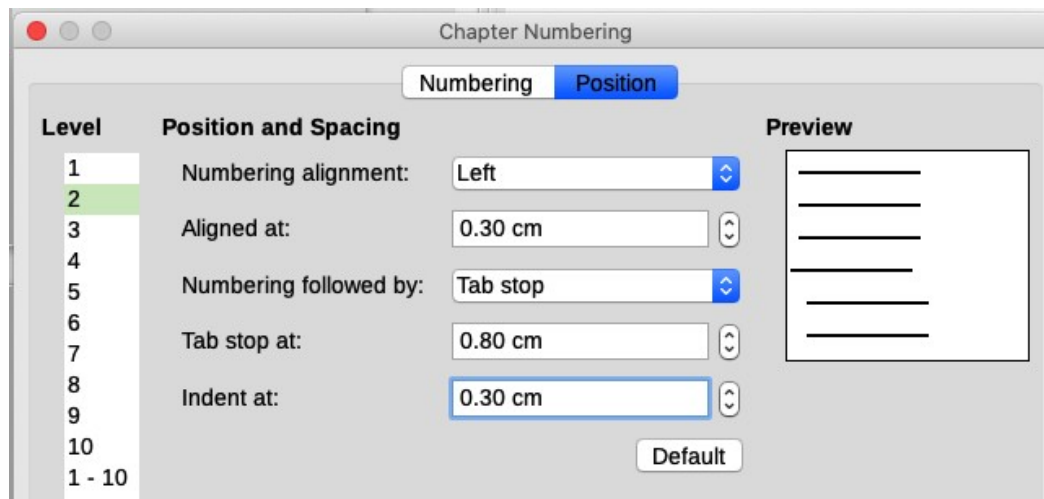 Chapter Numbering
Numbering Position
Level Position and Spacing Preview
1
Numbering alignment: Left
2
3
Aligned at: 0.30 cm
4
5
Numbering followed by: Tab stop
6
7
Tab stop at: 0.80 cm
8
Indent at: 0.30 cm
9
10
Default
1 - 10